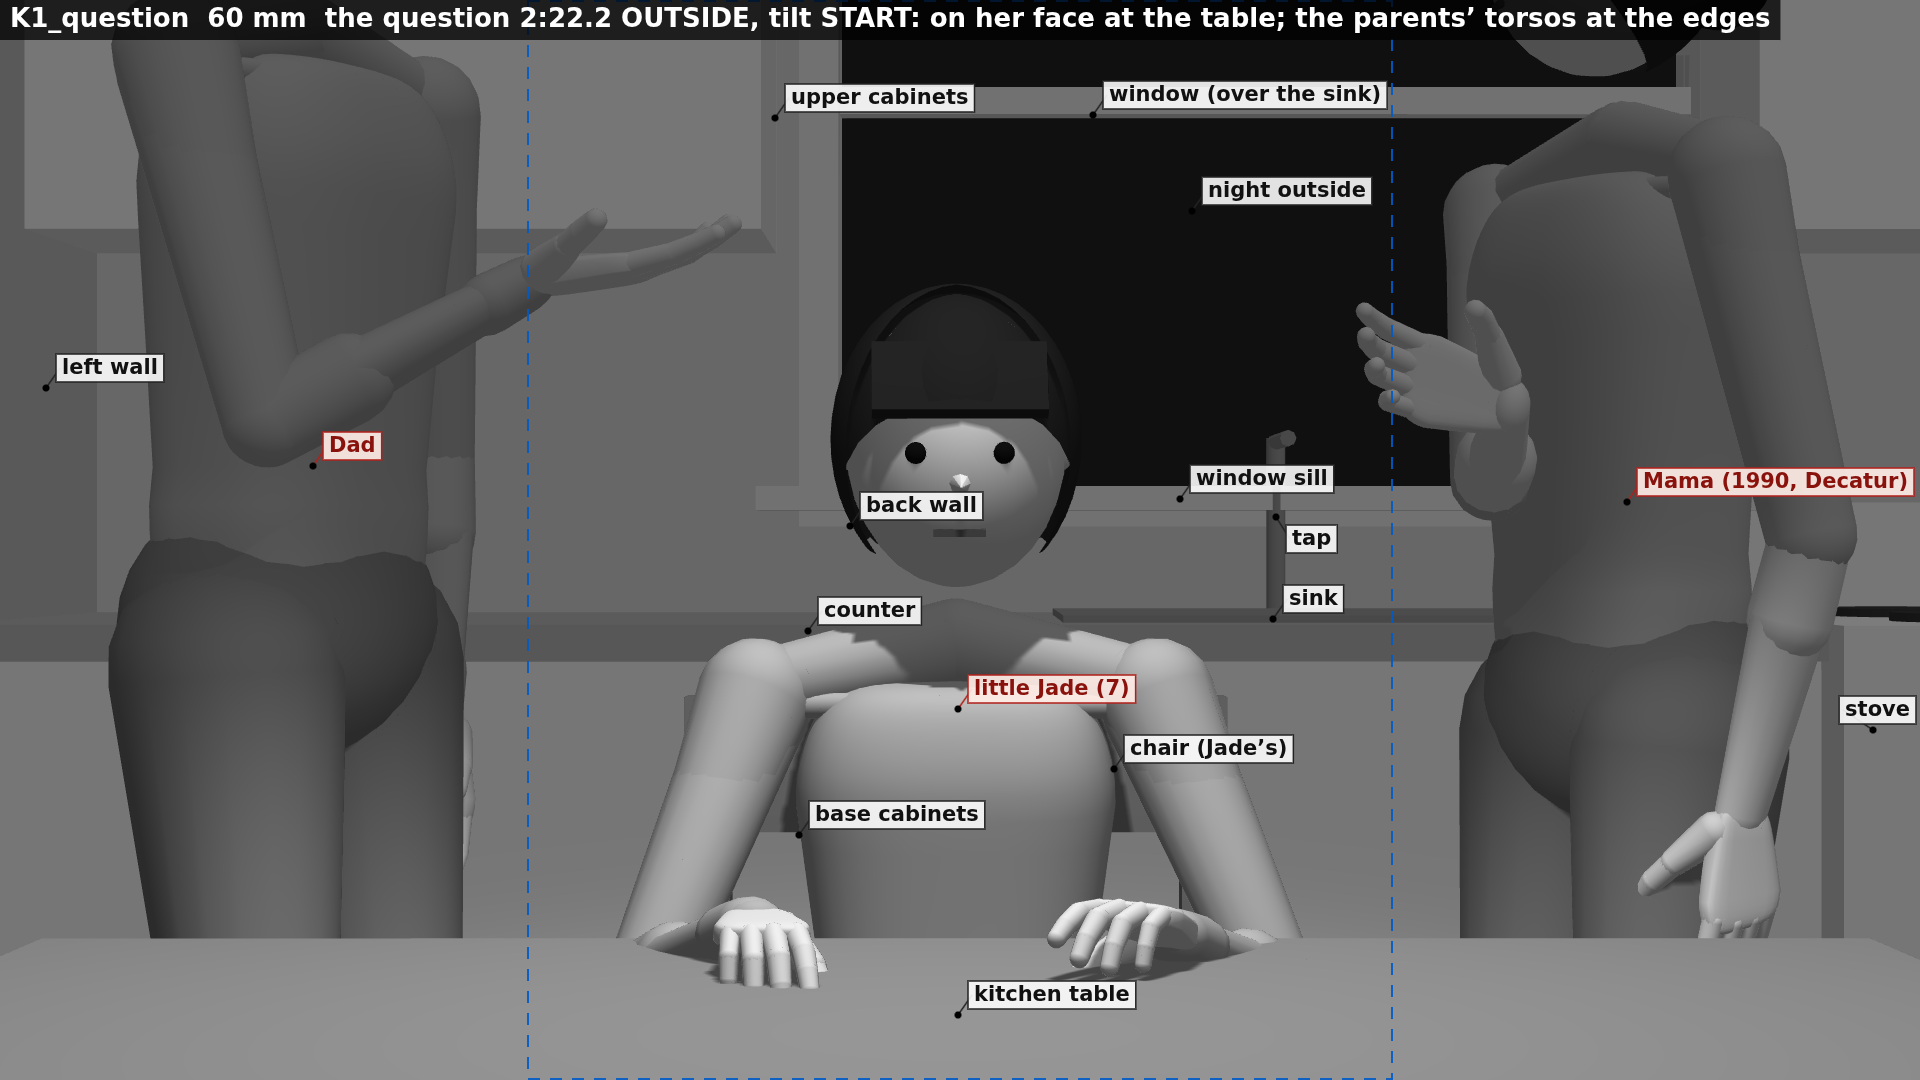 K1_question  60 mm  the question 2:22.2 OUTSIDE, tilt START: on her face at the table; the parents’ torsos at the edges
upper cabinets
window (over the sink)
night outside
left wall
Dad
window sill
Mama (1990, Decatur)
back wall
tap
sink
counter
little Jade (7)
stove
chair (Jade’s)
base cabinets
kitchen table